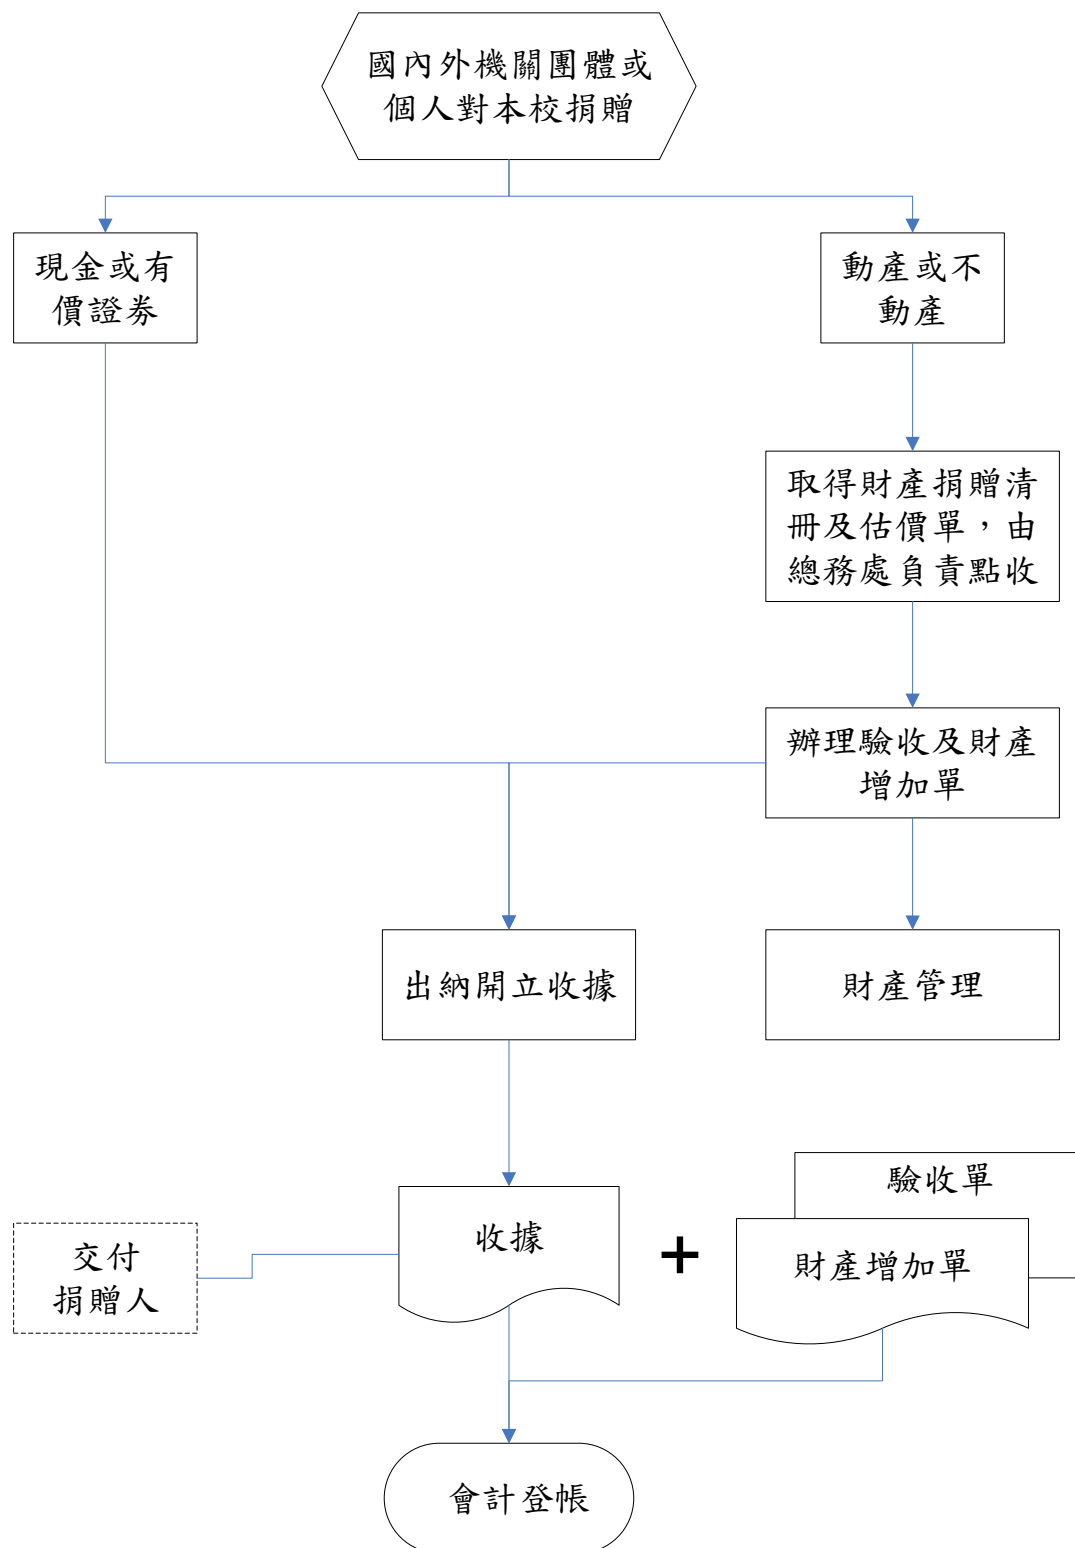 國內外機關團體或
個人對本校捐贈
現金或有
價證券
動產或不
動產
取得財產捐贈清
冊及估價單，由
總務處負責點收
辦理驗收及財產
增加單
出納開立收據
財產管理
驗收單
收據
+
財產增加單
交付
捐贈人
會計登帳